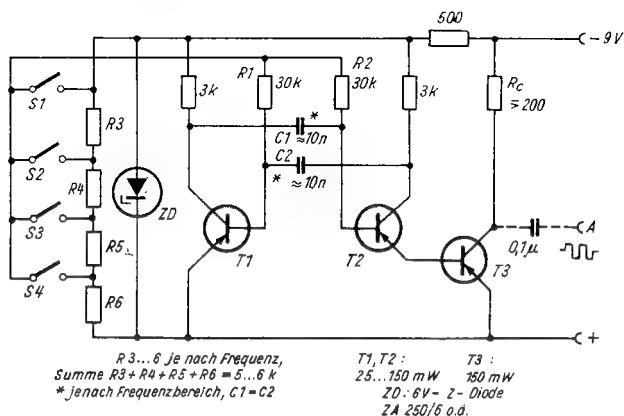 500
-9V
S1
3k
R1
30k
R2
30k
3k
Rc
≈200
R3
C1
*
≈10n
S2
C2
*
≈10n
R4
ZD
S3
T1
T2
0,1µ
A
R5
T3
S4
R6
+
R3...6 je nach Frequenz,
Summe R3+R4+R5+R6 = 5...6 k
* je nach Frequenzbereich, C1=C2
T1,T2: T3:
25...150 mW 150 mW
ZD: 6V-Z-Diode
ZA 250/6 o.ä.